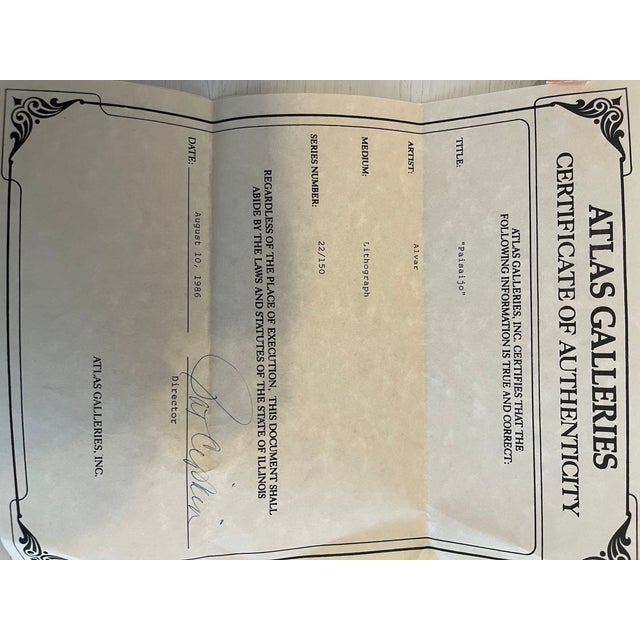 ATLAS GALLERIES
CERTIFICATE OF AUTHENTICITY
ATLAS GALLERIES, INC. CERTIFIES THAT THE
FOLLOWING INFORMATION IS TRUE AND CORRECT:
TITLE: "Paisaijo"
ARTIST: Alvar
MEDIUM: Lithograph
SERIES NUMBER: 22/150
REGARDLESS OF THE PLACE OF EXECUTION, THIS DOCUMENT SHALL
ABIDE BY THE LAWS AND STATUTES OF THE STATE OF ILLINOIS
DATE: August 10, 1986
Director
ATLAS GALLERIES, INC.